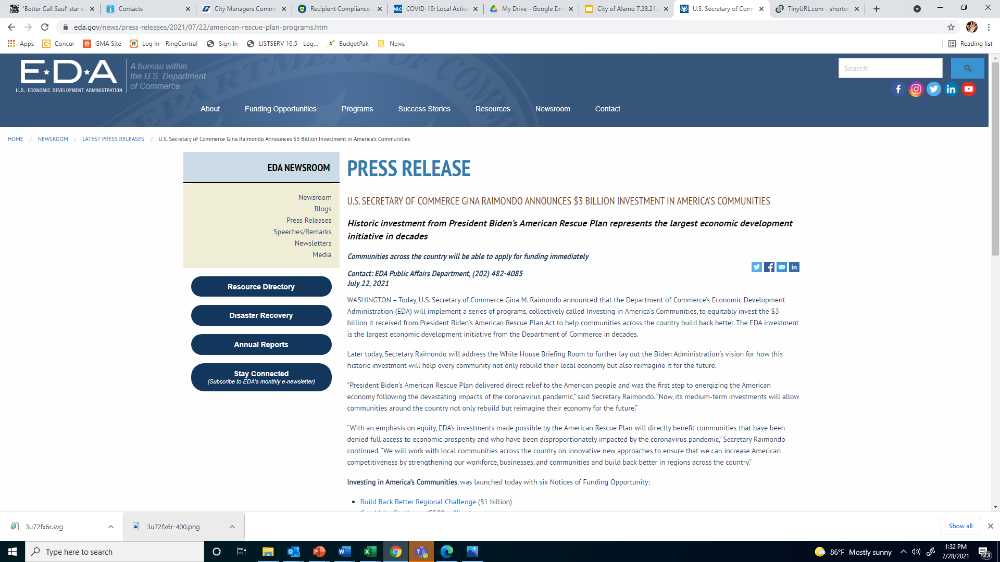 'Better Call Saul' star c
Contacts
City Managers Commu
Recipient Compliance
COVID-19: Local Action
My Drive - Google Dri
City of Alamo 7.28.21.p
U.S. Secretary of Com
TinyURL.com - shorten
eda.gov/news/press-releases/2021/07/22/american-rescue-plan-programs.htm
Apps
Concur
GMA Site
Log In - RingCentral
Sign In
LISTSERV 16.5 - Log...
BudgetPak
News
Reading list
E★D★A
U.S. ECONOMIC DEVELOPMENT ADMINISTRATION
A bureau within
the U.S. Department
of Commerce
DEPARTMENT OF COMME
Search
About
Funding Opportunities
Programs
Success Stories
Resources
Newsroom
Contact
HOME / NEWSROOM / LATEST PRESS RELEASES / U.S. Secretary of Commerce Gina Raimondo Announces $3 Billion Investment in America's Communities
EDA NEWSROOM
Newsroom
Blogs
Press Releases
Speeches/Remarks
Newsletters
Media
Resource Directory
Disaster Recovery
Annual Reports
Stay Connected
(Subscribe to EDA's monthly e-newsletter)
PRESS RELEASE
U.S. SECRETARY OF COMMERCE GINA RAIMONDO ANNOUNCES $3 BILLION INVESTMENT IN AMERICA'S COMMUNITIES
Historic investment from President Biden's American Rescue Plan represents the largest economic development
initiative in decades
Communities across the country will be able to apply for funding immediately
Contact: EDA Public Affairs Department, (202) 482-4085
July 22, 2021
WASHINGTON – Today, U.S. Secretary of Commerce Gina M. Raimondo announced that the Department of Commerce's Economic Development
Administration (EDA) will implement a series of programs, collectively called Investing in America's Communities, to equitably invest the $3
billion it received from President Biden's American Rescue Plan Act to help communities across the country build back better. The EDA investment
is the largest economic development initiative from the Department of Commerce in decades.
Later today, Secretary Raimondo will address the White House Briefing Room to further lay out the Biden Administration's vision for how this
historic investment will help every community not only rebuild their local economy but also reimagine it for the future.
“President Biden's American Rescue Plan delivered direct relief to the American people and was the first step to energizing the American
economy following the devastating impacts of the coronavirus pandemic,” said Secretary Raimondo. “Now, its medium-term investments will allow
communities around the country not only rebuild but reimagine their economy for the future.”
“With an emphasis on equity, EDA's investments made possible by the American Rescue Plan will directly benefit communities that have been
denied full access to economic prosperity and who have been disproportionately impacted by the coronavirus pandemic,” Secretary Raimondo
continued. “We will work with local communities across the country on innovative new approaches to ensure that we can increase American
competitiveness by strengthening our workforce, businesses, and communities and build back better in regions across the country.”
Investing in America's Communities, was launched today with six Notices of Funding Opportunity:
• Build Back Better Regional Challenge ($1 billion)
3u72fx6r.svg
3u72fx6r-400.png
Show all
Type here to search
86°F Mostly sunny
1:32 PM
7/28/2021
23